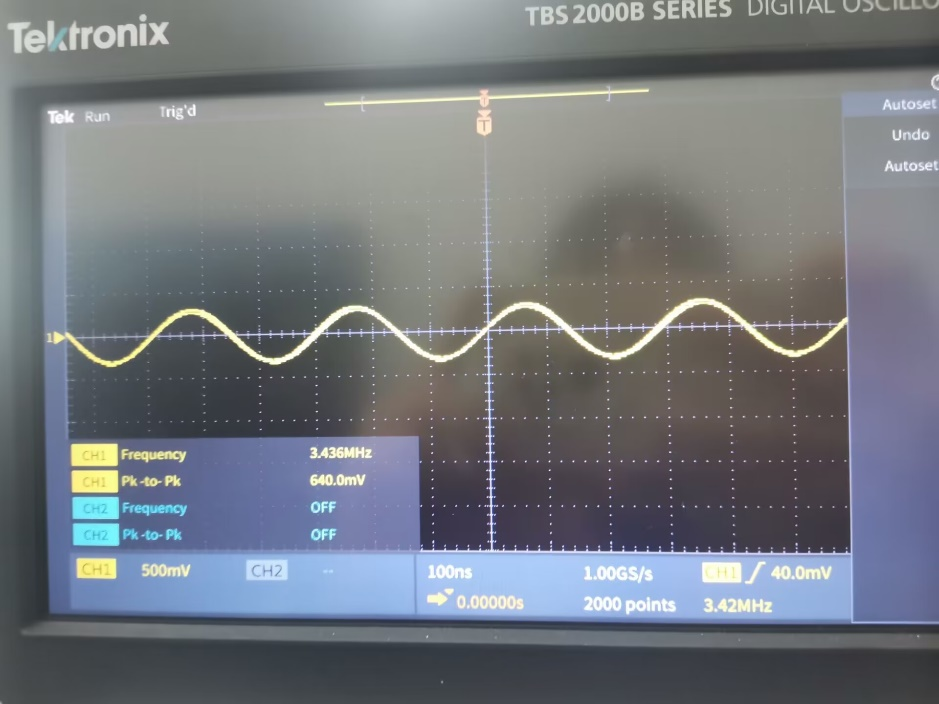 Tektronix
TBS 2000B SERIES DIGITAL
Tek Run Trig'd
T
Autoset
Undo
Autoset
1
CH1 Frequency 3.436MHz
CH1 Pk-to-Pk 640.0mV
CH2 Frequency OFF
CH2 Pk-to-Pk OFF
CH1 500mV CH2 --
100ns 1.00GS/s CH1 40.0mV
0.00000s 2000 points 3.42MHz